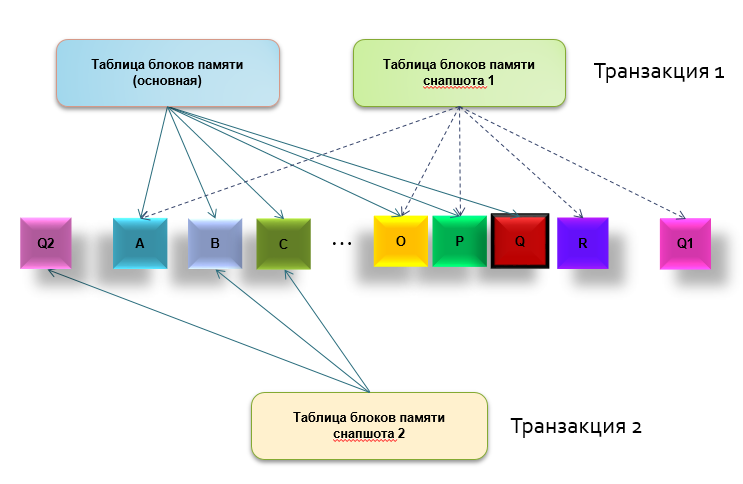 Таблица блоков памяти
(основная)
Таблица блоков памяти
снапшота 1
Транзакция 1
Q2
A
B
C
...
O
P
Q
R
Q1
Таблица блоков памяти
снапшота 2
Транзакция 2